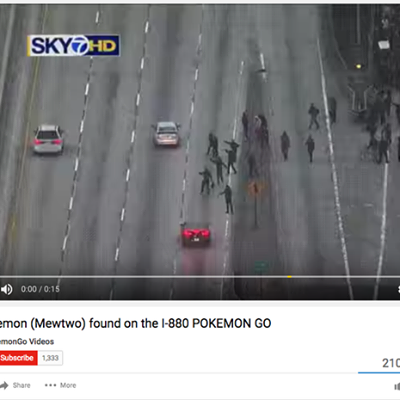 SKY7HD
0:00 / 0:15
emon (Mewtwo) found on the I-880 POKEMON GO
emonGo Videos
Subscribe 1,333
210
Share More